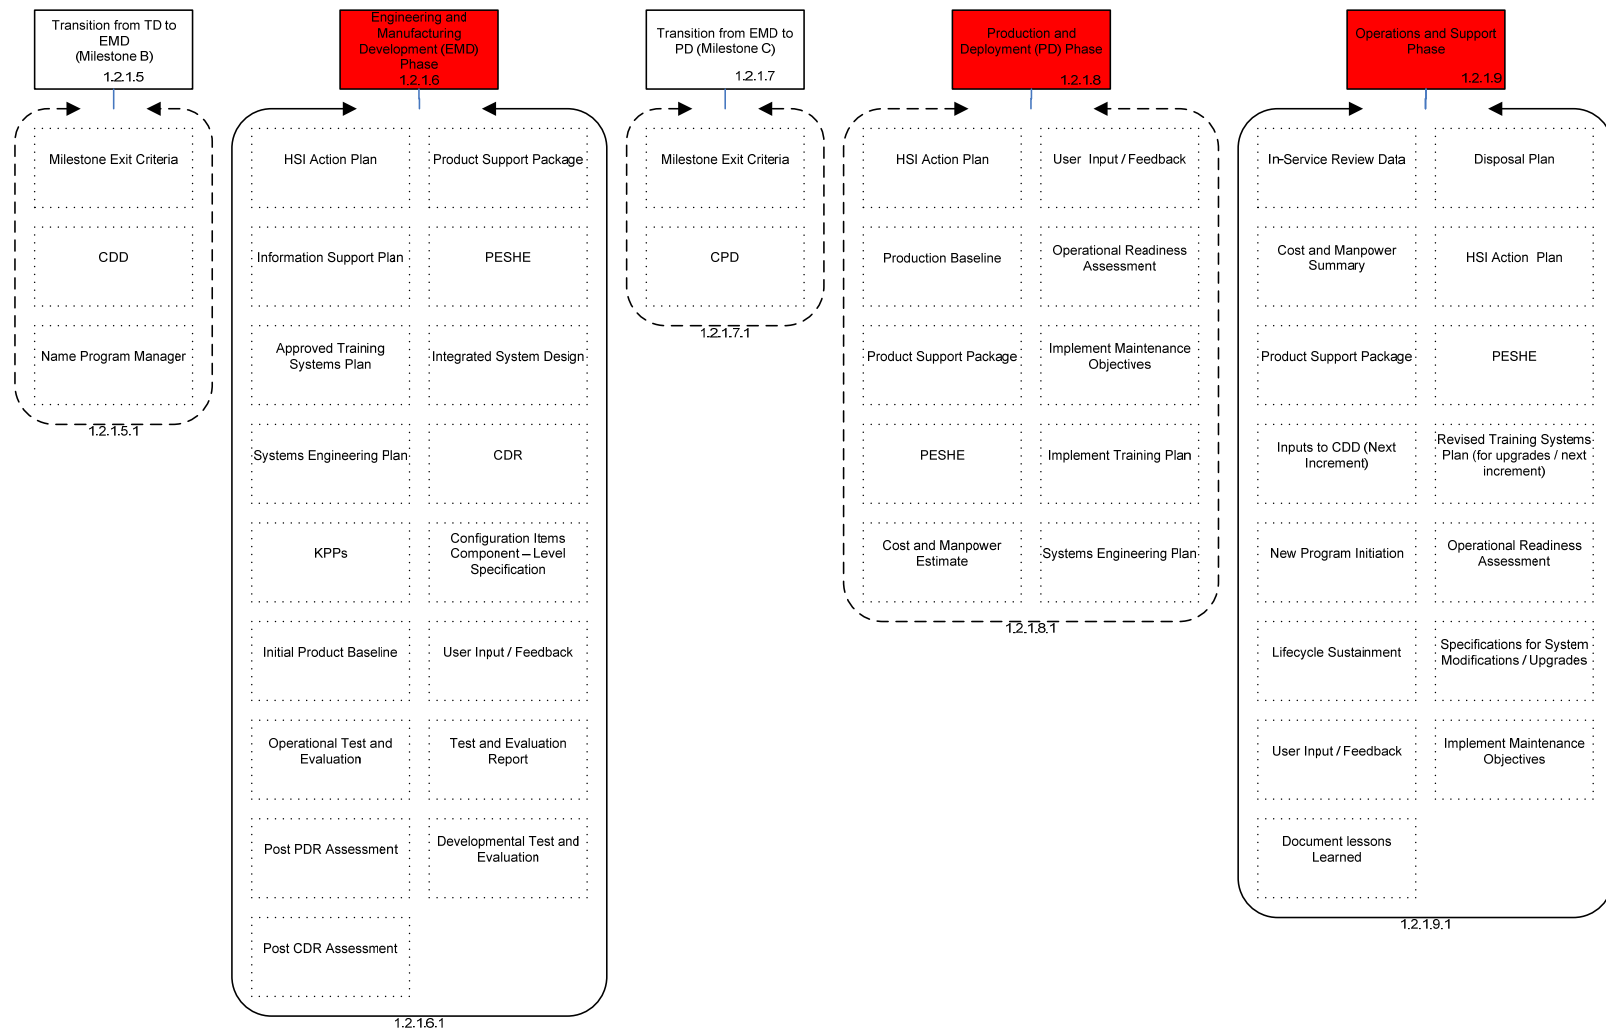 Transition from TD to
EMD
(Milestone B)
1.2.1.5
Milestone Exit Criteria
CDD
Name Program Manager
1.2.1.5.1
Engineering and
Manufacturing
Development (EMD)
Phase
1.2.1.6
HSI Action Plan
Product Support Package
Information Support Plan
PESHE
Approved Training
Systems Plan
Integrated System Design
Systems Engineering Plan
CDR
KPPs
Configuration Items
Component – Level
Specification
Initial Product Baseline
User Input / Feedback
Operational Test and
Evaluation
Test and Evaluation
Report
Post PDR Assessment
Developmental Test and
Evaluation
Post CDR Assessment
1.2.1.6.1
Transition from EMD to
PD (Milestone C)
1.2.1.7
Milestone Exit Criteria
CPD
1.2.1.7.1
Production and
Deployment (PD) Phase
1.2.1.8
HSI Action Plan
User Input / Feedback
Production Baseline
Operational Readiness
Assessment
Product Support Package
Implement Maintenance
Objectives
PESHE
Implement Training Plan
Cost and Manpower
Estimate
Systems Engineering Plan
1.2.1.8.1
Operations and Support
Phase
1.2.1.9
In-Service Review Data
Disposal Plan
Cost and Manpower
Summary
HSI Action Plan
Product Support Package
PESHE
Inputs to CDD (Next
Increment)
Revised Training Systems
Plan (for upgrades / next
increment)
New Program Initiation
Operational Readiness
Assessment
Lifecycle Sustainment
Specifications for System
Modifications / Upgrades
User Input / Feedback
Implement Maintenance
Objectives
Document lessons
Learned
1.2.1.9.1